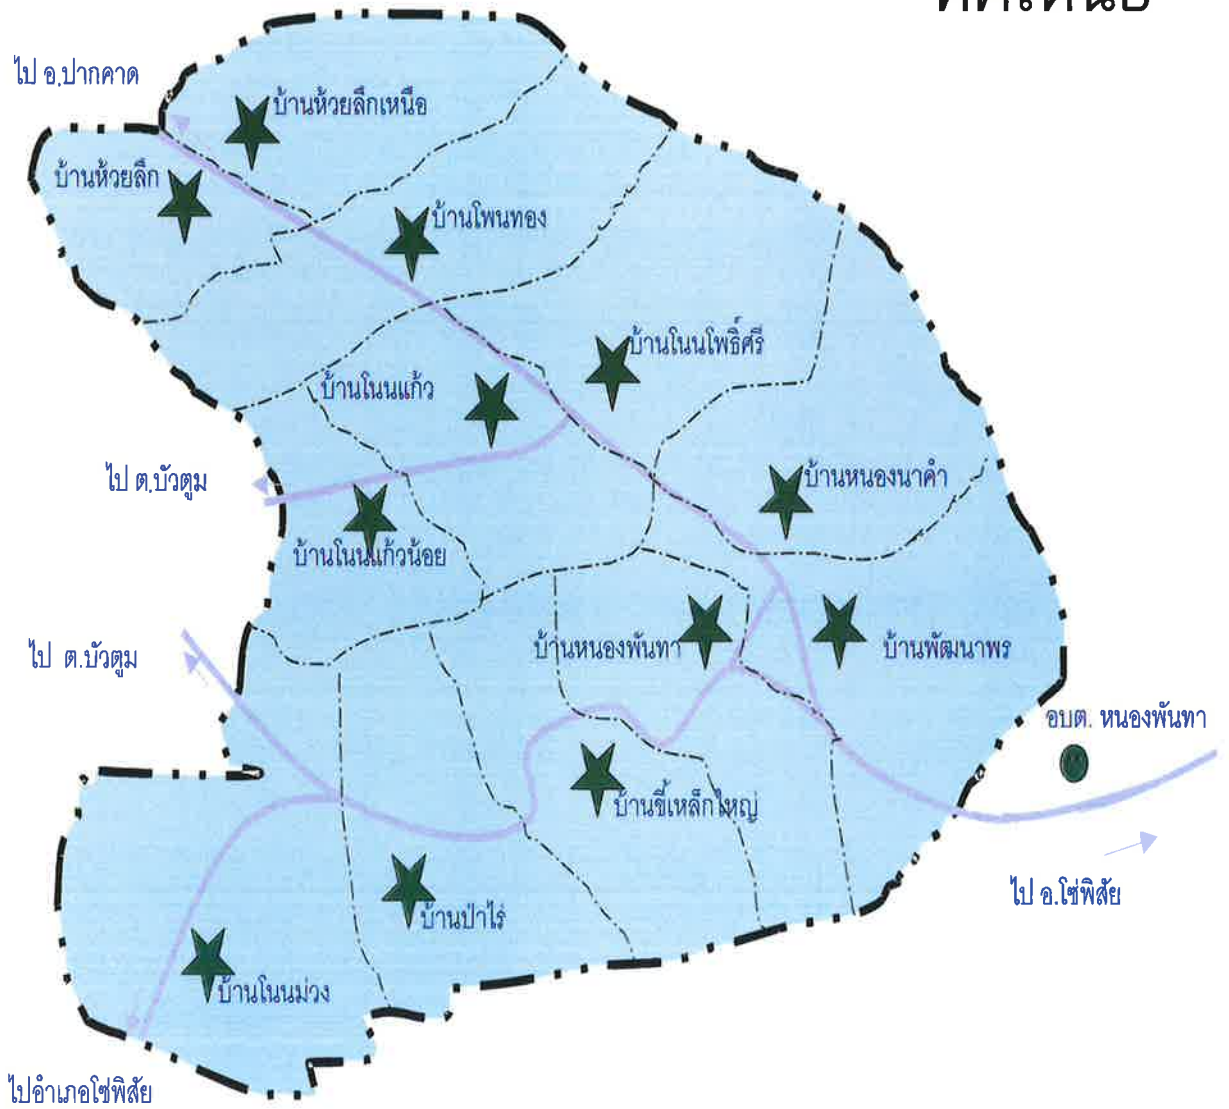 ทิศเหนือ
ไป อ.ปากคาด
บ้านห้วยลึกเหนือ
บ้านห้วยลึก
บ้านโพนทอง
บ้านโนนโพธิ์ศรี
บ้านโนนแก้ว
ไป ต.บัวตูม
บ้านหนองนาคำ
บ้านโนนแก้วน้อย
บ้านหนองพันทา
บ้านพัฒนาพร
ไป ต.บัวตูม
อบต. หนองพันทา
บ้านขี้เหล็กใหญ่
ไป อ.โซ่พิสัย
บ้านป่าไร่
บ้านโนนม่วง
ไปอำเภอโซ่พิสัย